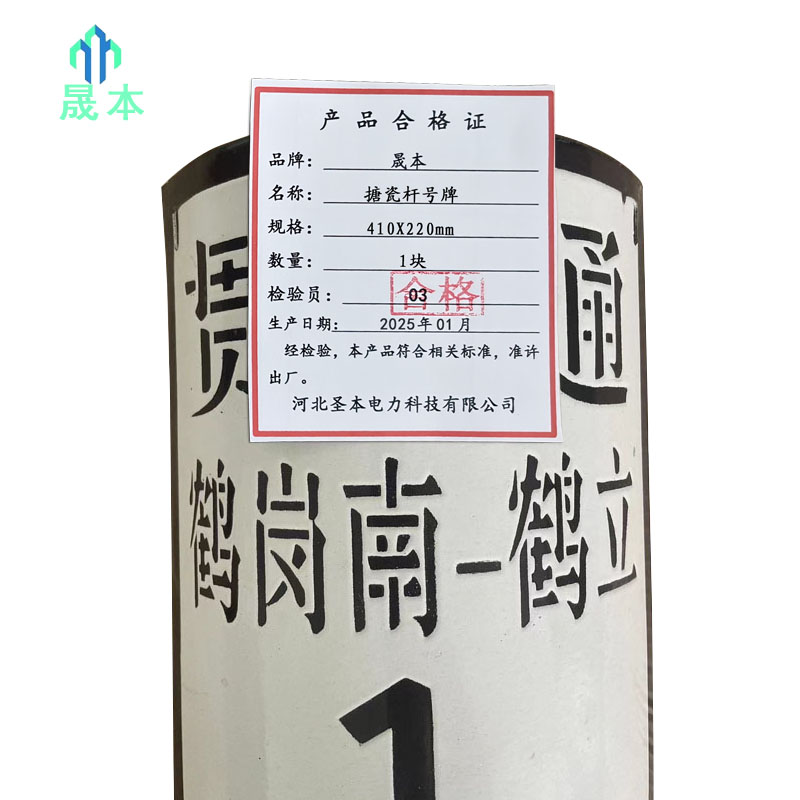 晟本
产品合格证
品牌： 晟本
名称： 搪瓷杆号牌
规格： 410X220mm
数量： 1块
检验员： 03
合格
生产日期： 2025年01月
经检验，本产品符合相关标准，准许
出厂。
河北圣本电力科技有限公司
贤 通
鹤岗南-鹤立
1